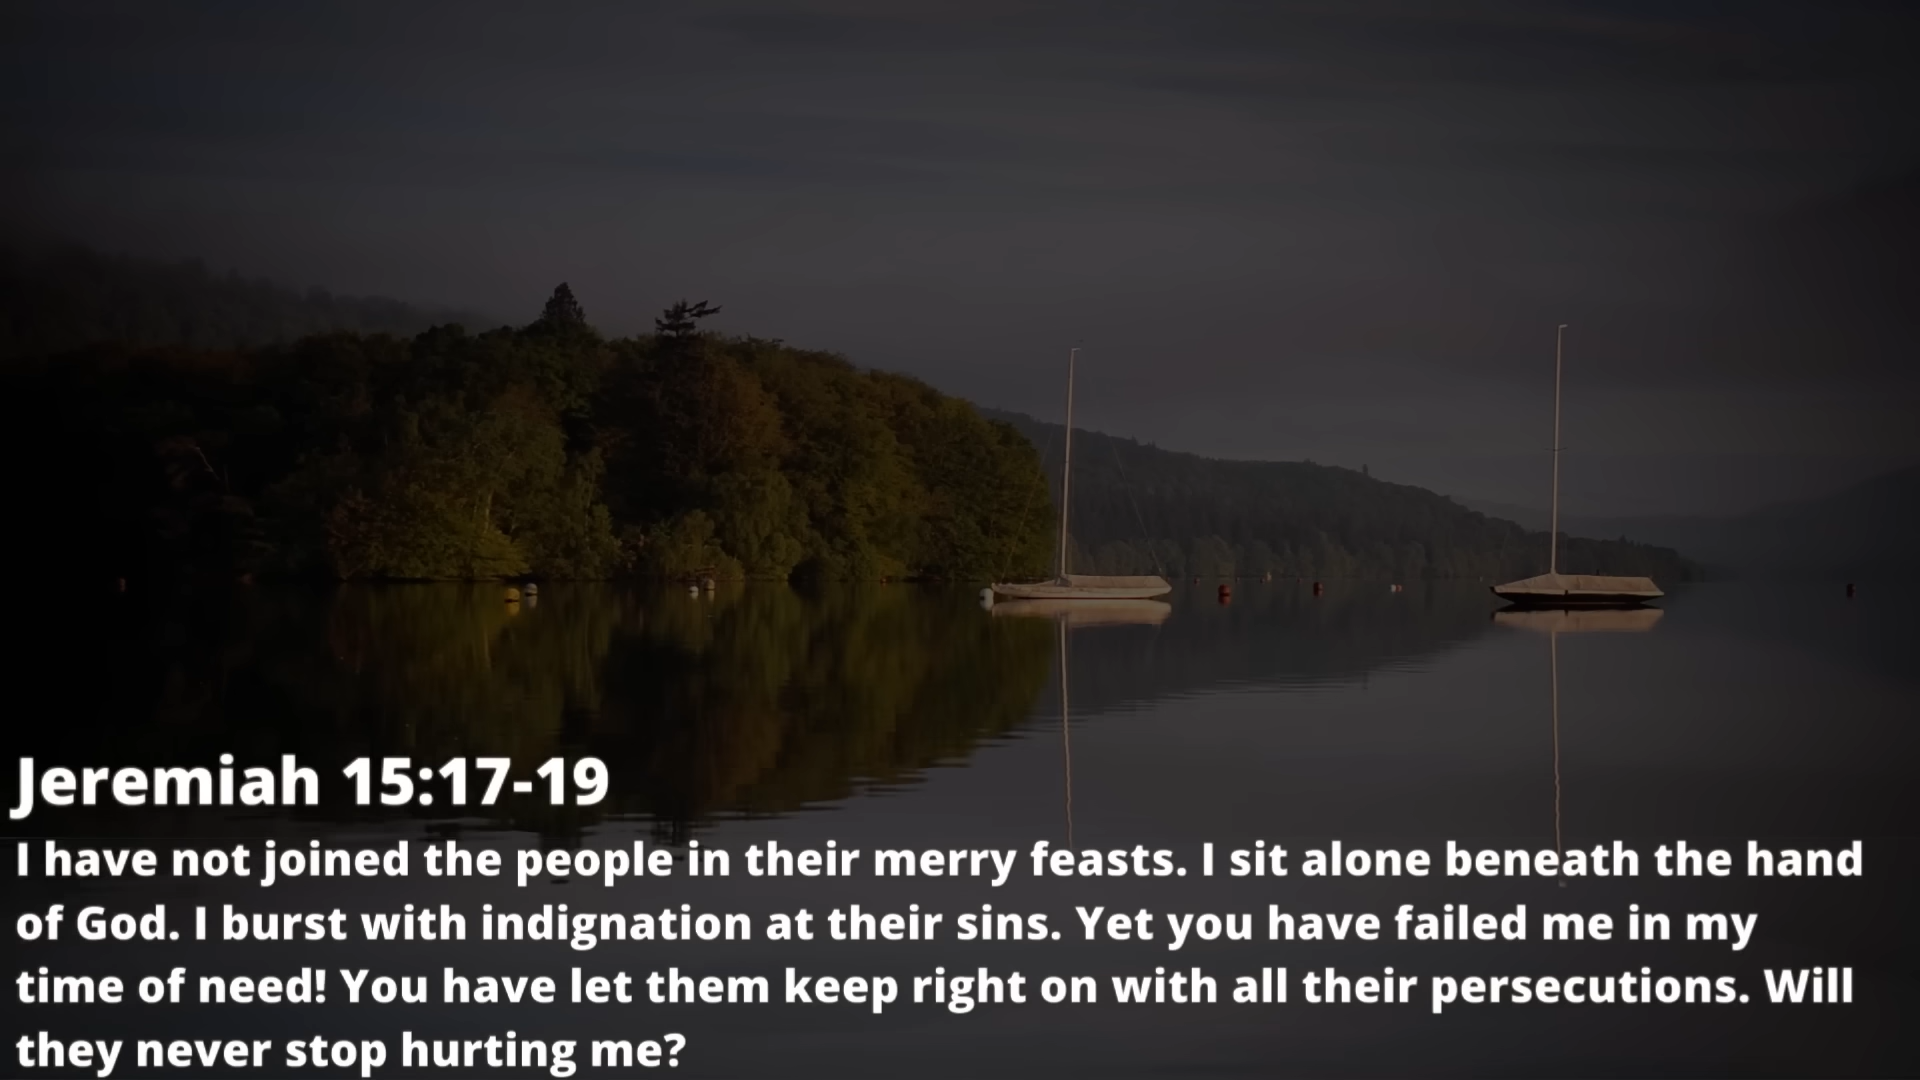 Jeremiah 15:17-19
I have not joined the people in their merry feasts. I sit alone beneath the hand
of God. I burst with indignation at their sins. Yet you have failed me in my
time of need! You have let them keep right on with all their persecutions. Will
they never stop hurting me?